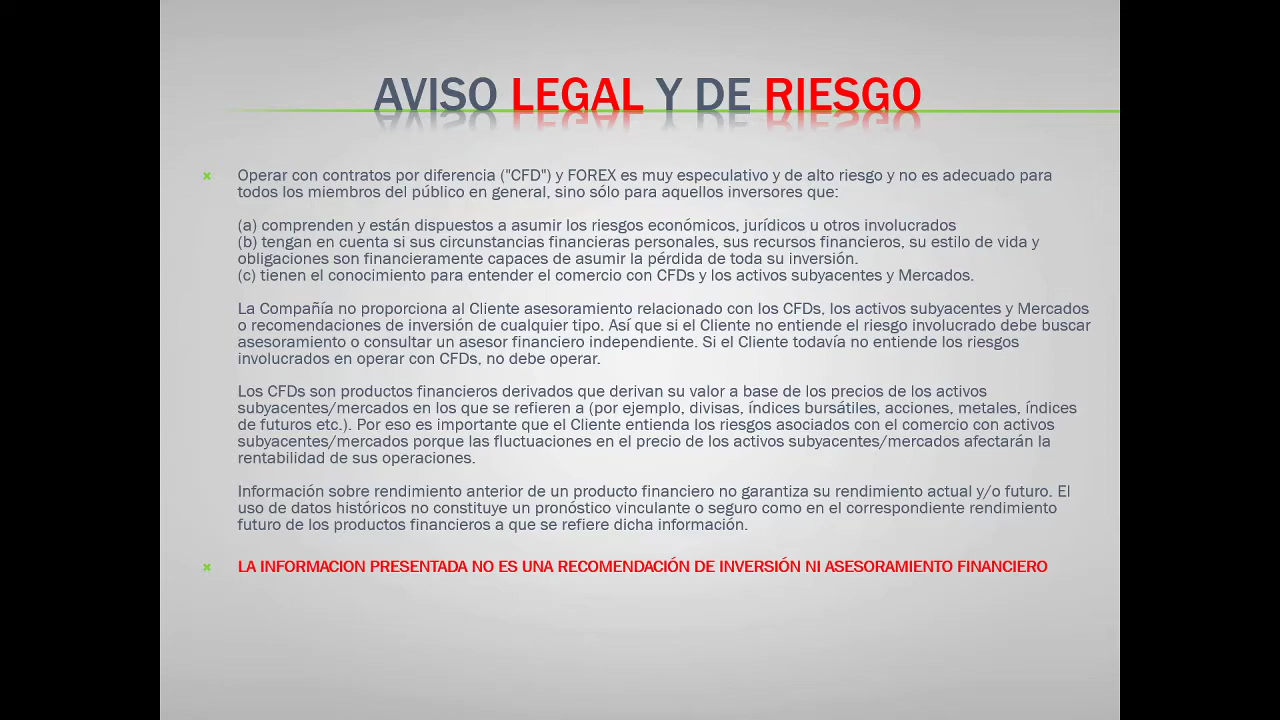 AVISO LEGAL Y DE RIESGO
Operar con contratos por diferencia ("CFD") y FOREX es muy especulativo y de alto riesgo y no es adecuado para
todos los miembros del público en general, sino sólo para aquellos inversores que:
(a) comprenden y están dispuestos a asumir los riesgos económicos, jurídicos u otros involucrados
(b) tengan en cuenta si sus circunstancias financieras personales, sus recursos financieros, su estilo de vida y
obligaciones son financieramente capaces de asumir la pérdida de toda su inversión.
(c) tienen el conocimiento para entender el comercio con CFDs y los activos subyacentes y Mercados.
La Compañía no proporciona al Cliente asesoramiento relacionado con los CFDs, los activos subyacentes y Mercados
o recomendaciones de inversión de cualquier tipo. Así que si el Cliente no entiende el riesgo involucrado debe buscar
asesoramiento o consultar un asesor financiero independiente. Si el Cliente todavía no entiende los riesgos
involucrados en operar con CFDs, no debe operar.
Los CFDs son productos financieros derivados que derivan su valor a base de los precios de los activos
subyacentes/mercados en los que se refieren a (por ejemplo, divisas, índices bursátiles, acciones, metales, índices
de futuros etc.). Por eso es importante que el Cliente entienda los riesgos asociados con el comercio con activos
subyacentes/mercados porque las fluctuaciones en el precio de los activos subyacentes/mercados afectarán la
rentabilidad de sus operaciones.
Información sobre rendimiento anterior de un producto financiero no garantiza su rendimiento actual y/o futuro. El
uso de datos históricos no constituye un pronóstico vinculante o seguro como en el correspondiente rendimiento
futuro de los productos financieros a que se refiere dicha información.
LA INFORMACION PRESENTADA NO ES UNA RECOMENDACIÓN DE INVERSIÓN NI ASESORAMIENTO FINANCIERO